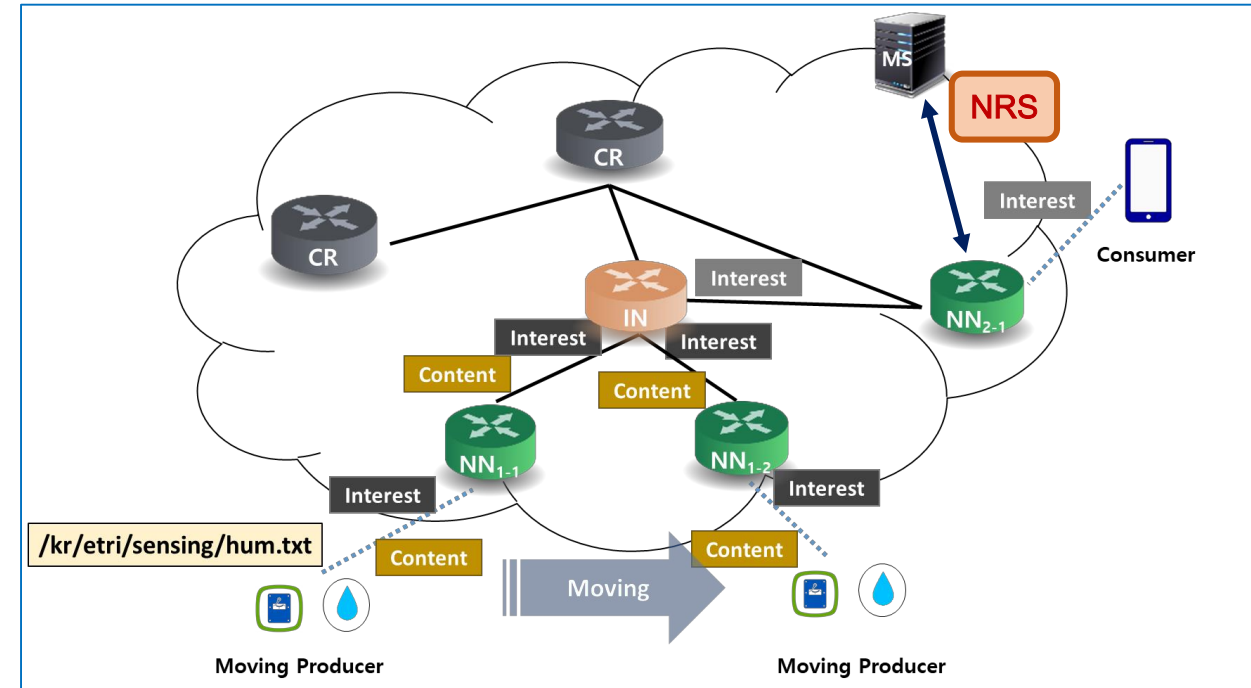 MS
NRS
CR
Interest
CR
Consumer
Interest
IN
NN2-1
Interest
Interest
Content
Content
NN1-1
NN1-2
Interest
Interest
/kr/etri/sensing/hum.txt
Content
Content
Moving
Moving Producer
Moving Producer